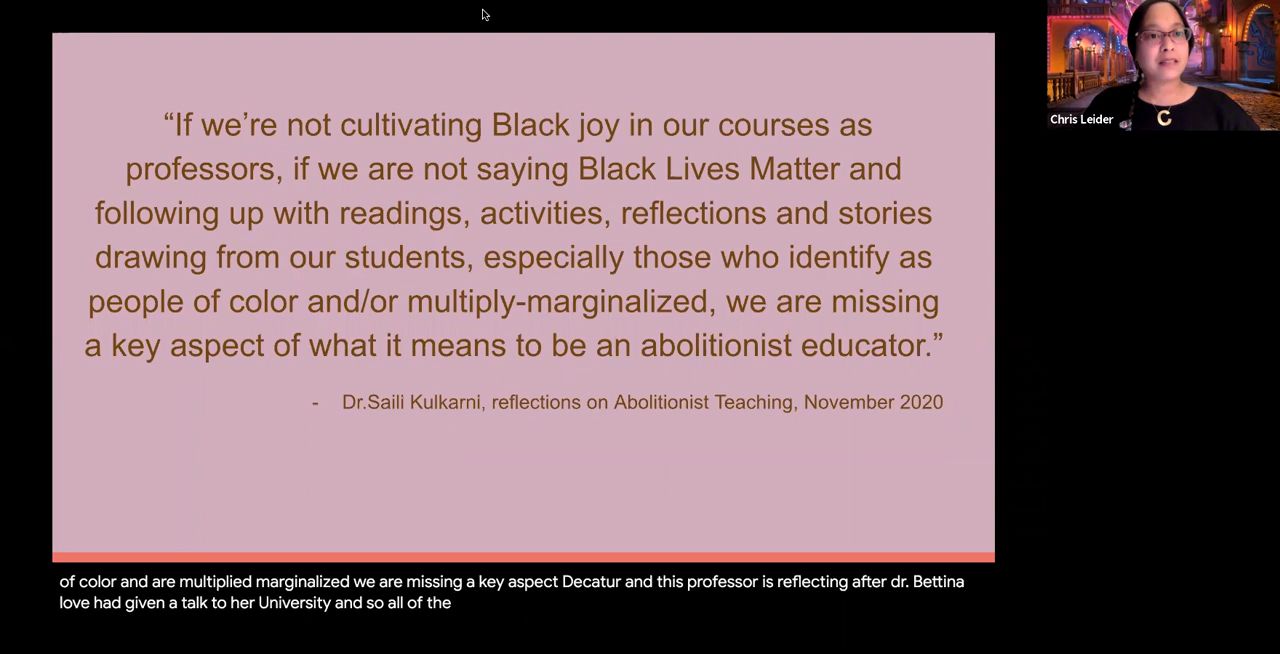 “If we’re not cultivating Black joy in our courses as
professors, if we are not saying Black Lives Matter and
following up with readings, activities, reflections and stories
drawing from our students, especially those who identify as
people of color and/or multiply-marginalized, we are missing
a key aspect of what it means to be an abolitionist educator.”
- Dr.Saili Kulkarni, reflections on Abolitionist Teaching, November 2020
Chris Leider
C
of color and are multiplied marginalized we are missing a key aspect Decatur and this professor is reflecting after dr. Bettina
love had given a talk to her University and so all of the